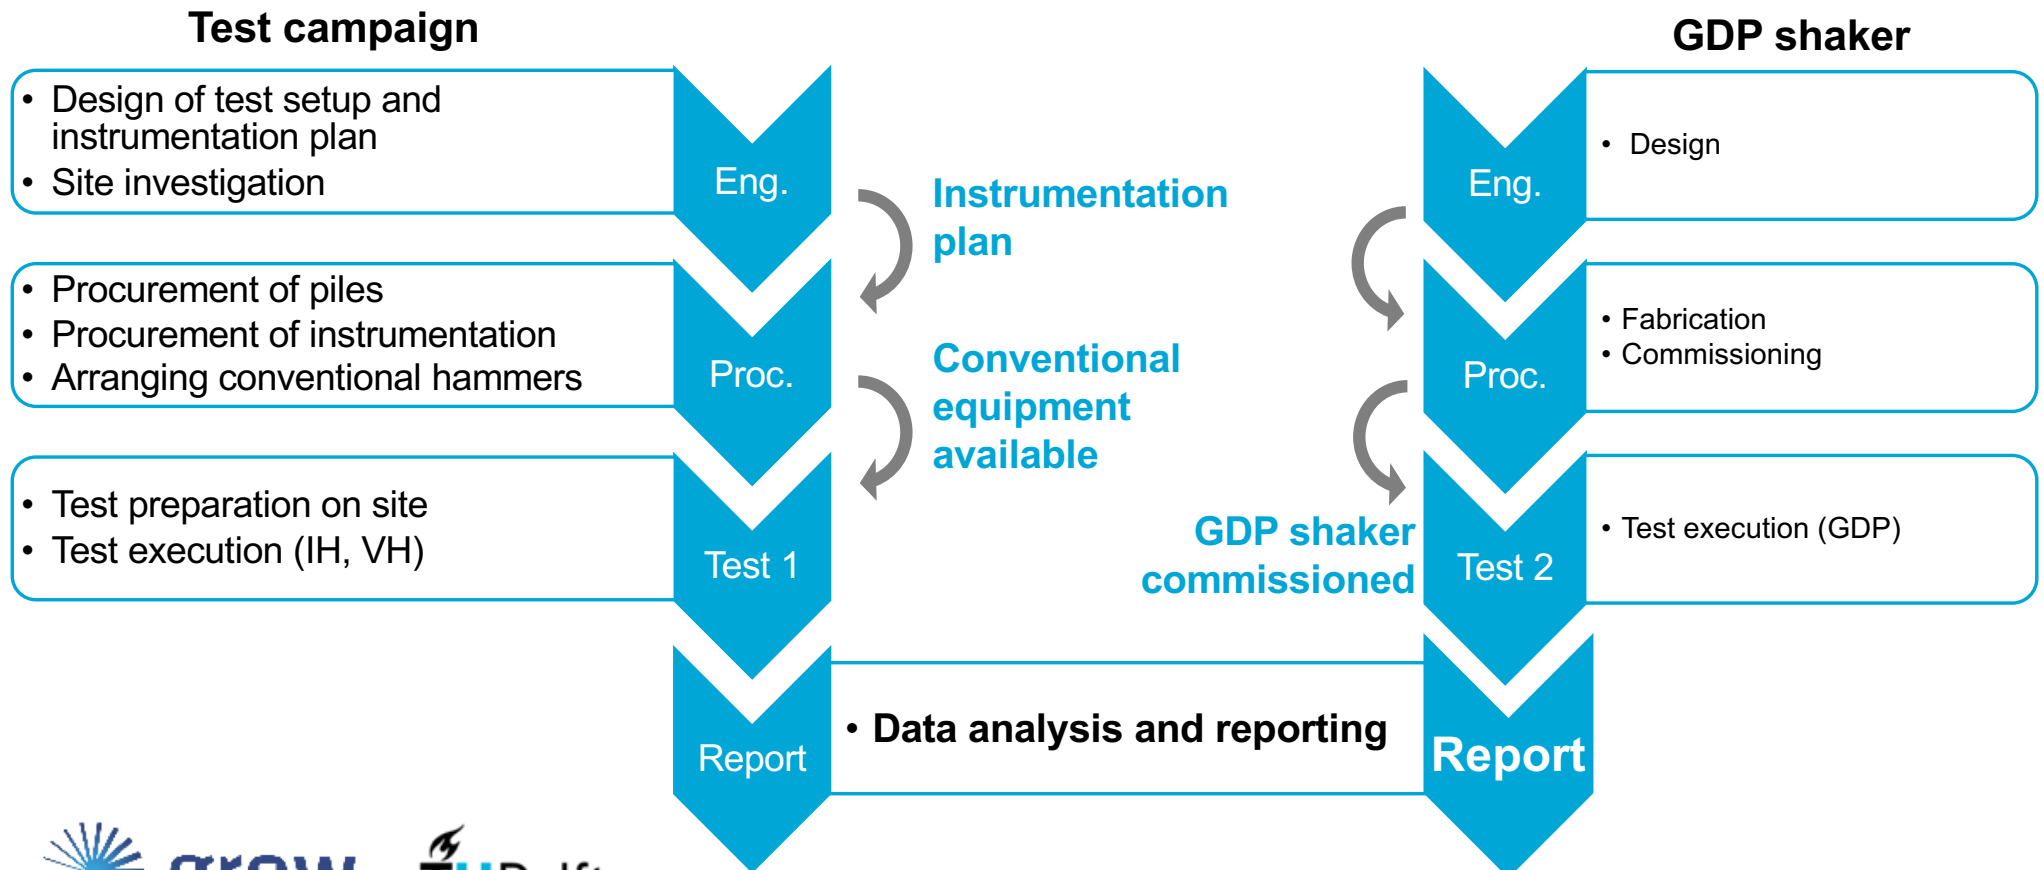 Test campaign
GDP shaker
• Design of test setup and
instrumentation plan
• Site investigation
Eng.
Instrumentation
plan
Eng.
• Design
• Procurement of piles
• Procurement of instrumentation
• Arranging conventional hammers
Proc.
Conventional
equipment
available
Proc.
• Fabrication
• Commissioning
• Test preparation on site
• Test execution (IH, VH)
Test 1
GDP shaker
commissioned
Test 2
• Test execution (GDP)
Report
• Data analysis and reporting
Report
grow
TUDelft